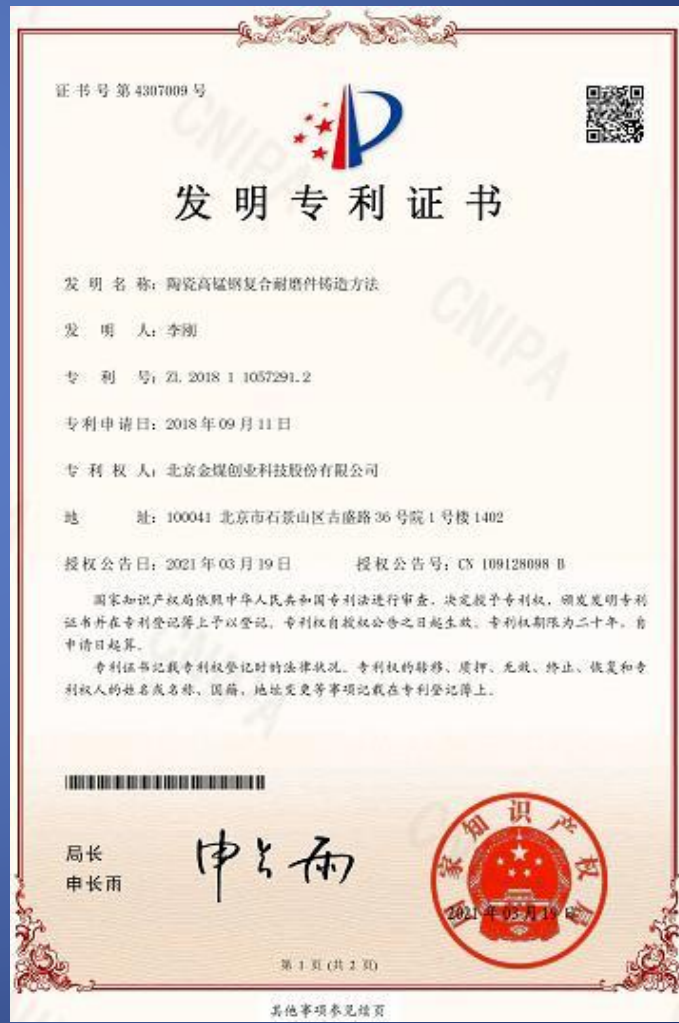 证书号第4307009号
发明专利证书
发明名称：陶瓷高锰钢复合耐磨件铸造方法
发明人：李刚
专利号：ZL 2018 1 1057291.2
专利申请日：2018年09月11日
专利权人：北京金煤创业科技股份有限公司
地址：100041 北京市石景山区古盛路36号院1号楼1402
授权公告日：2021年03月19日 授权公告号：CN 109128098 B
国家知识产权局依照中华人民共和国专利法进行审查，决定授予专利权，颁发发明专利
证书并在专利登记簿上予以登记。专利权自授权公告之日起生效。专利权期限为二十年，自
申请日起算。
专利证书记载专利权登记时的法律状况。专利权的转移、质押、无效、终止、恢复和专
利权人的姓名或名称、国籍、地址变更等事项记载在专利登记簿上。
局长
申长雨
申长雨
国家知识产权局
2021年03月19日
第 1 页 (共 2 页)
其他事项参见续页
CNIPA
CNIPA
CNIPA